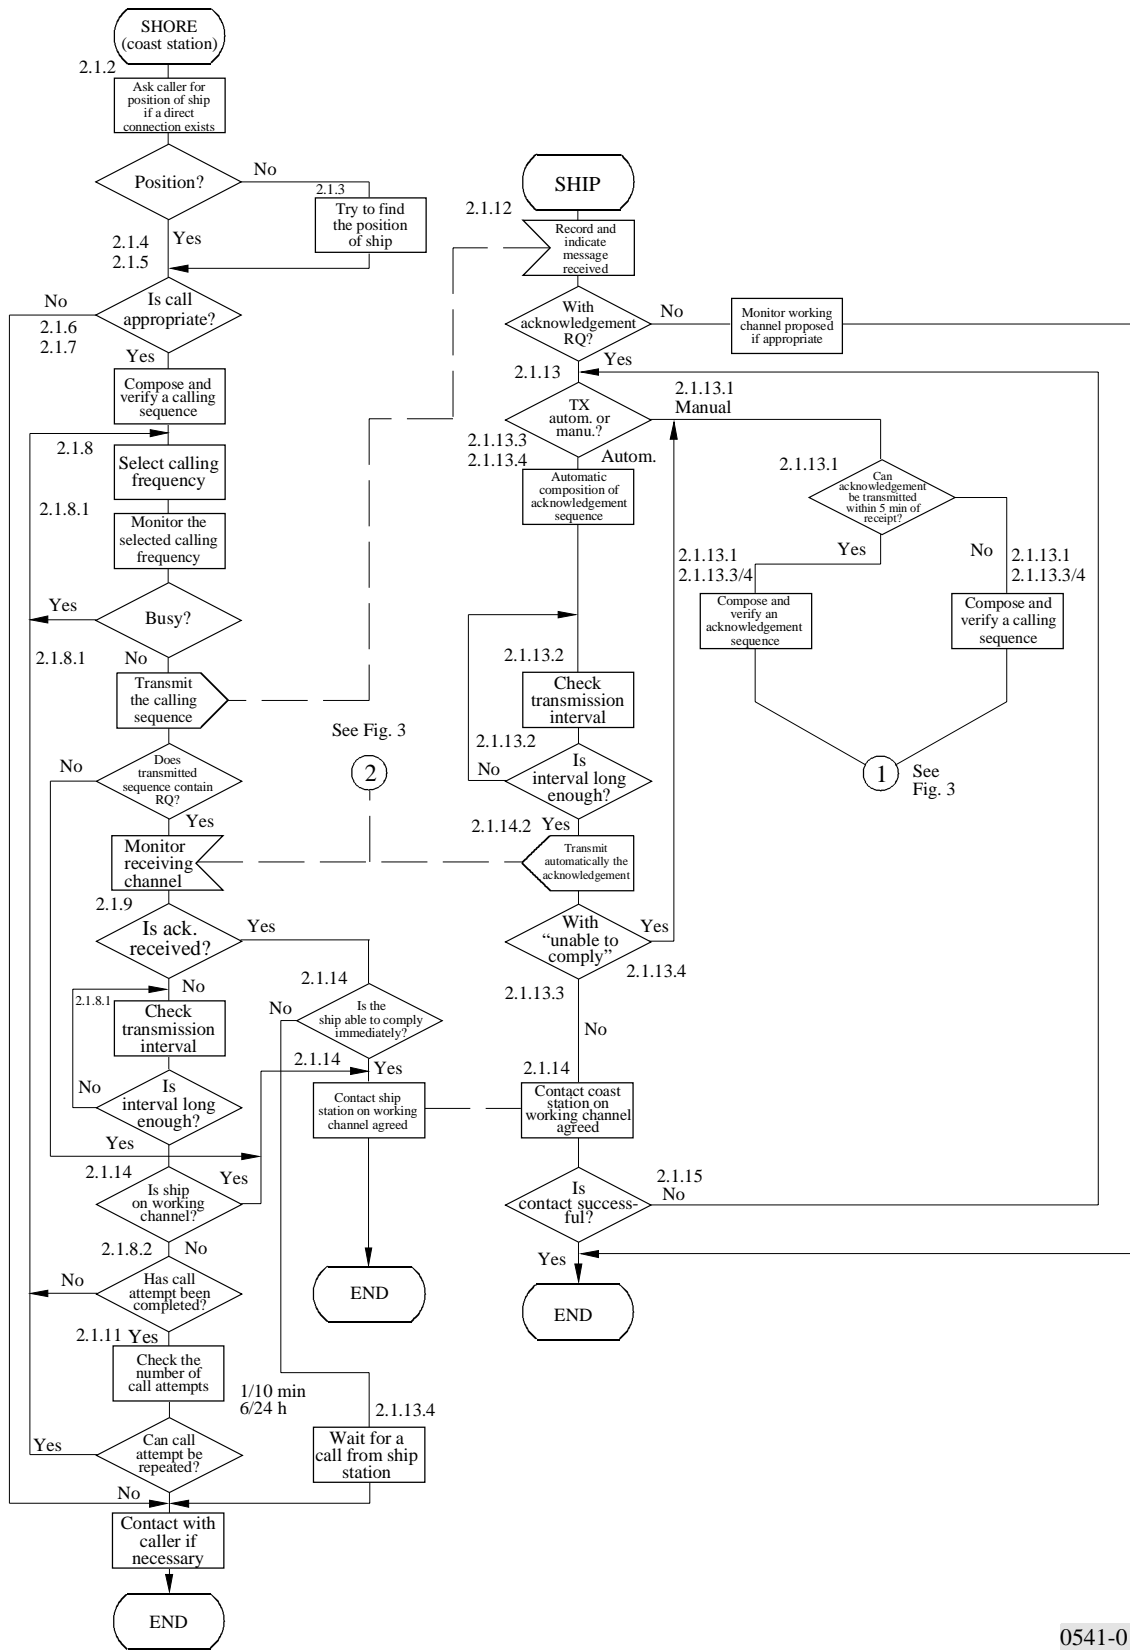 SHORE
(coast station)
2.1.2
Ask caller for
position of ship
if a direct
connection exists
Position?
No
2.1.3
Try to find
the position
of ship
Yes
2.1.4
2.1.5
Is call
appropriate?
No
2.1.6
2.1.7
Yes
Compose and
verify a calling
sequence
2.1.8
Select calling
frequency
2.1.8.1
Monitor the
selected calling
frequency
Yes
Busy?
2.1.8.1
No
Transmit
the calling
sequence
No
Does
transmitted
sequence contain
RQ?
Yes
See Fig. 3
2
Monitor
receiving
channel
2.1.9
Is ack.
received?
Yes
No
2.1.8.1
Check
transmission
interval
No
Is
interval long
enough?
Yes
2.1.14
No
Is the
ship able to comply
immediately?
2.1.14
Yes
Contact ship
station on working
channel agreed
END
2.1.14
Is ship
on working
channel?
Yes
2.1.8.2
No
No
Has call
attempt been
completed?
2.1.11
Yes
Check the
number of
call attempts
1/10 min
6/24 h
2.1.13.4
Wait for a
call from ship
station
Yes
Can call
attempt be
repeated?
No
Contact with
caller if
necessary
END
SHIP
2.1.12
Record and
indicate
message
received
With
acknowledgement
RQ?
No
Monitor working
channel proposed
if appropriate
Yes
2.1.13
TX
autom. or
manu.?
2.1.13.1
Manual
2.1.13.3
2.1.13.4
Autom.
Automatic
composition of
acknowledgement
sequence
2.1.13.1
Can
acknowledgement
be transmitted
within 5 min of
receipt?
Yes
No
2.1.13.1
2.1.13.3/4
2.1.13.1
2.1.13.3/4
Compose and
verify an
acknowledgement
sequence
Compose and
verify a calling
sequence
1
See
Fig. 3
2.1.13.2
Check
transmission
interval
2.1.13.2
No
Is
interval long
enough?
2.1.14.2
Yes
Transmit
automatically the
acknowledgement
With
“unable to
comply”
Yes
2.1.13.4
2.1.13.3
No
2.1.14
Contact coast
station on
working channel
agreed
Is
contact success-
ful?
2.1.15
No
Yes
END
0541-0